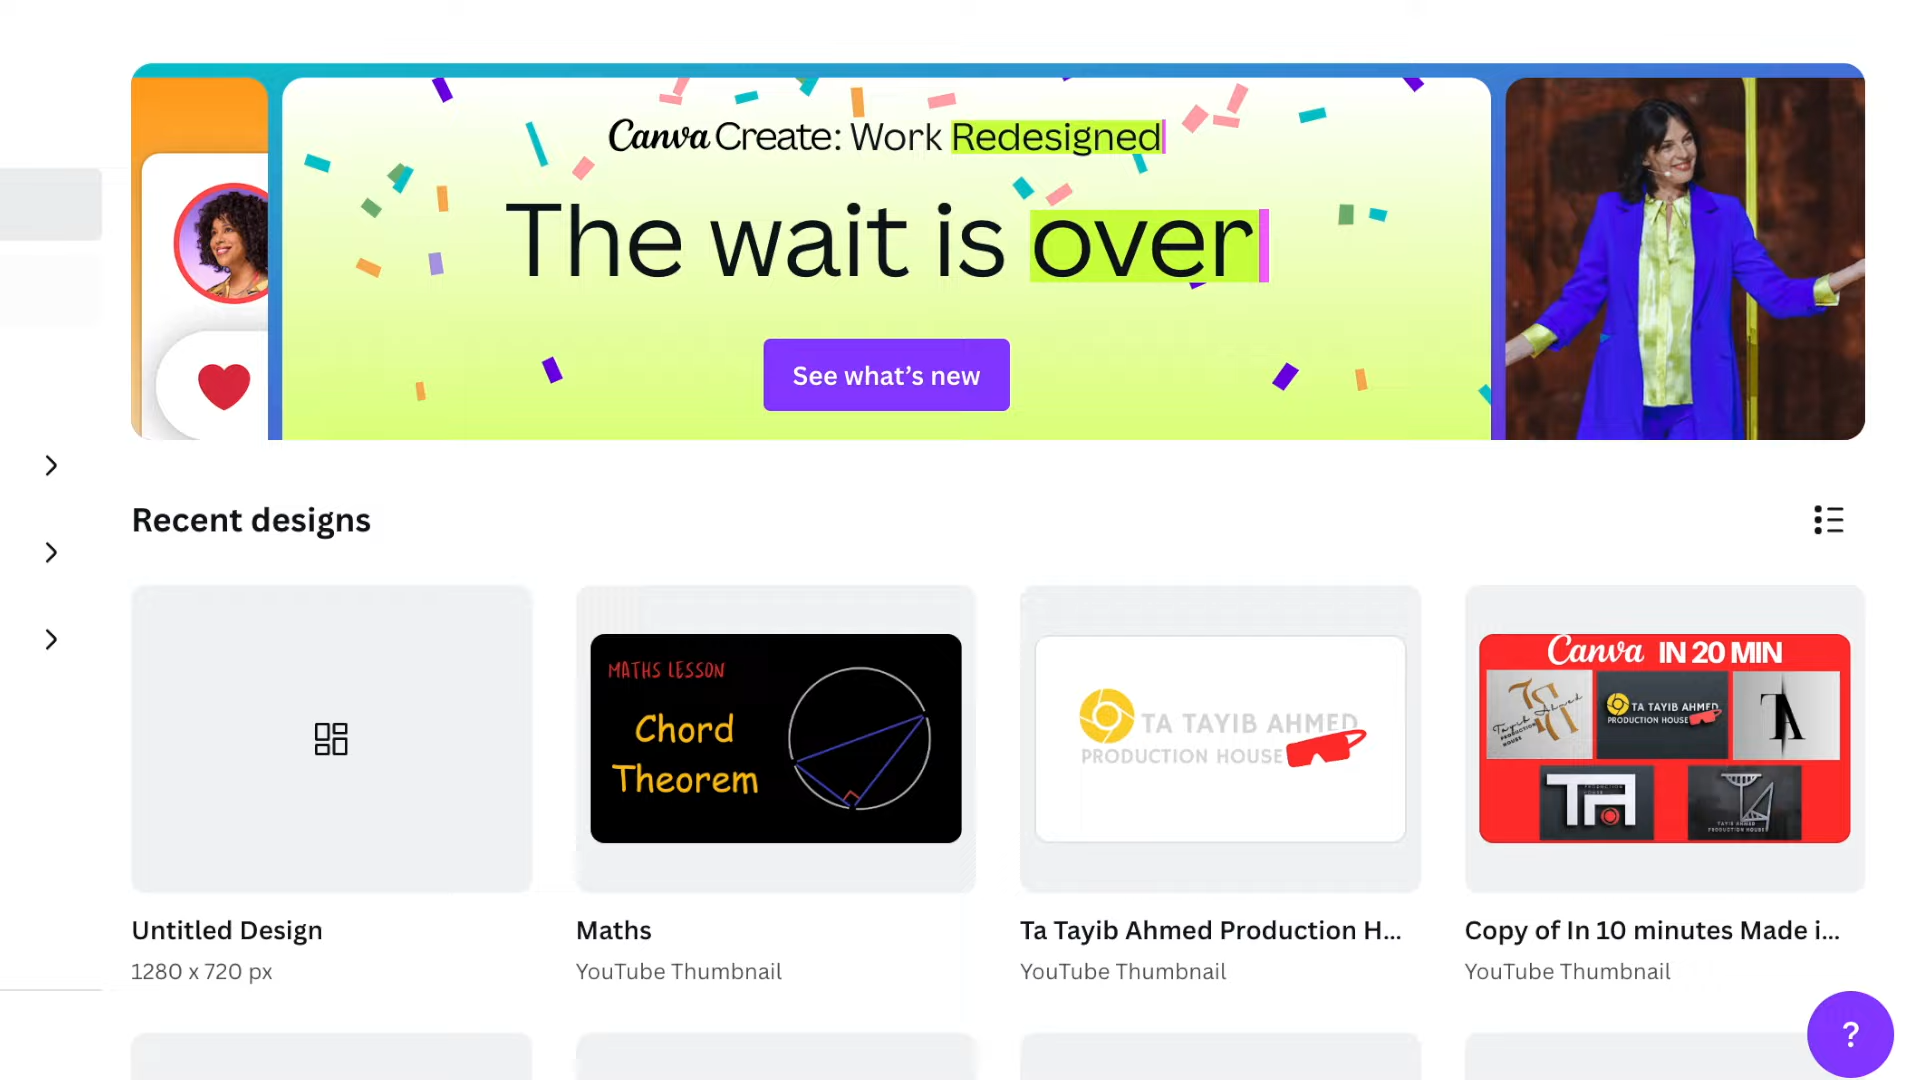 Canva Create: Work Redesigned
The wait is over
See what's new
Recent designs
MATHS LESSON
Chord
Theorem
TA TAYIB AHMED
PRODUCTION HOUSE
Canva IN 20 MIN
TA TAYIB AHMED
PRODUCTION HOUSE
TA
TA
Untitled Design
1280 x 720 px
Maths
YouTube Thumbnail
Ta Tayib Ahmed Production H...
YouTube Thumbnail
Copy of In 10 minutes Made i...
YouTube Thumbnail
?